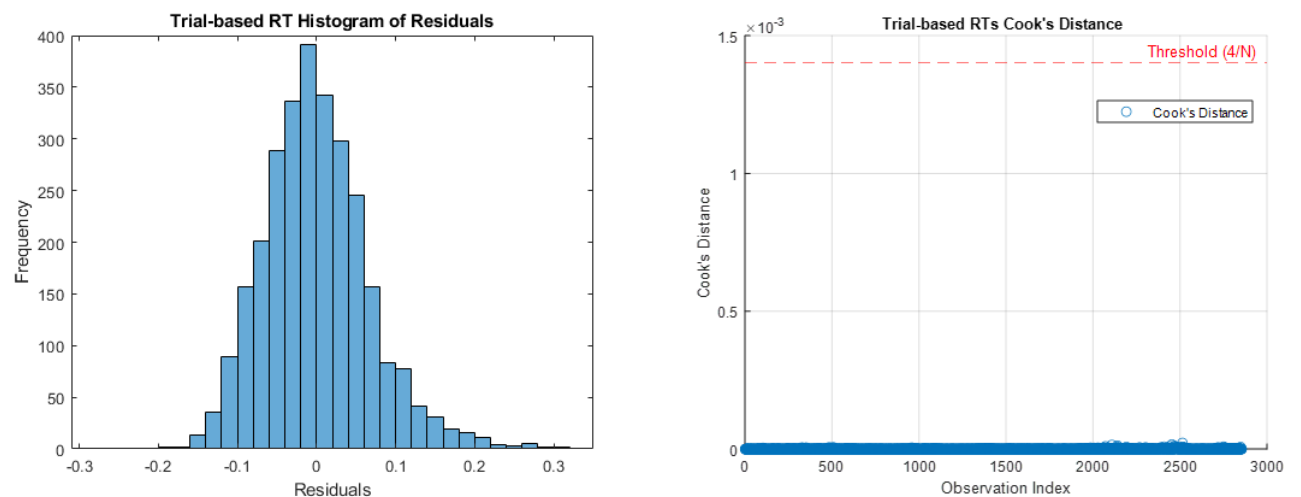 Trial-based RT Histogram of Residuals
400
350
300
250
200
150
100
50
0
Frequency
-0.3 -0.2 -0.1 0 0.1 0.2 0.3
Residuals
Trial-based RTs Cook's Distance
×10⁻³
1.5
Threshold (4/N)
Cook's Distance
1
0.5
0
Cook's Distance
0 500 1000 1500 2000 2500 3000
Observation Index